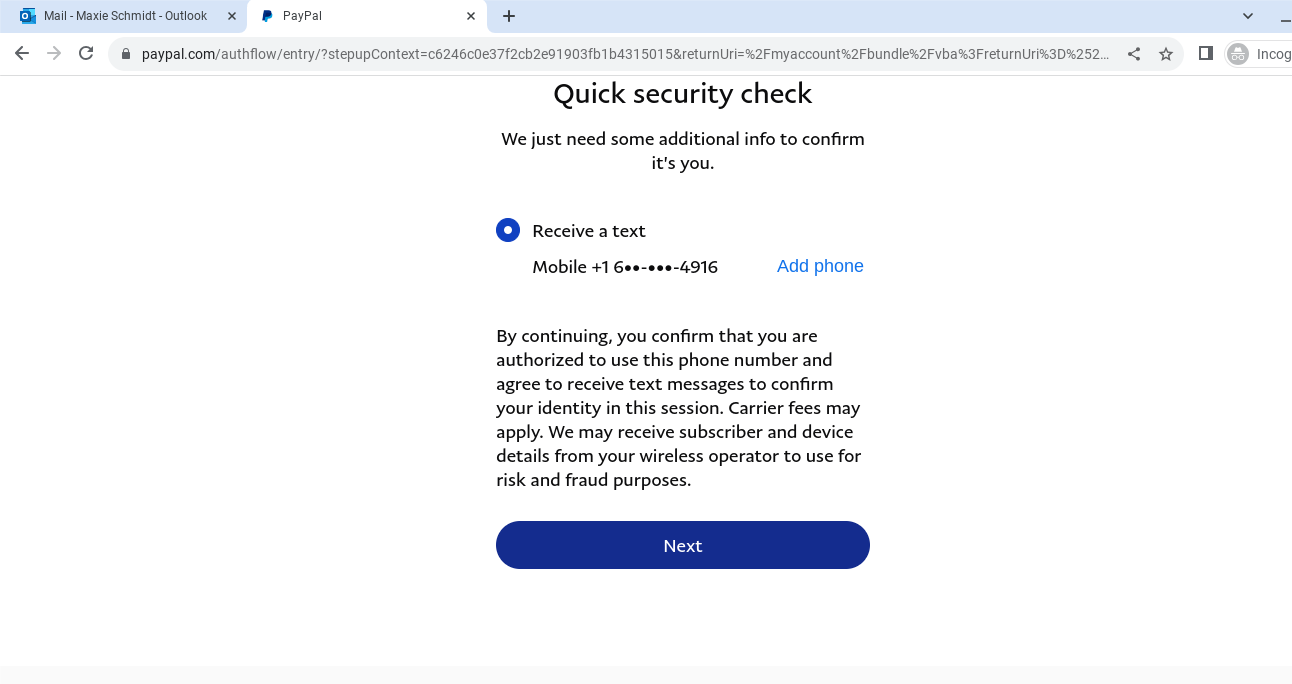 Mail - Maxie Schmidt - Outlook
PayPal
paypal.com/authflow/entry/?stepupContext=c6246c0e37f2cb2e91903fb1b4315015&returnUri=%2Fmyaccount%2Fbundle%2Fvba%3FreturnUri%3D%252...
Incog
Quick security check
We just need some additional info to confirm
it's you.
Receive a text
Mobile +1 6••-•••-4916
Add phone
By continuing, you confirm that you are
authorized to use this phone number and
agree to receive text messages to confirm
your identity in this session. Carrier fees may
apply. We may receive subscriber and device
details from your wireless operator to use for
risk and fraud purposes.
Next